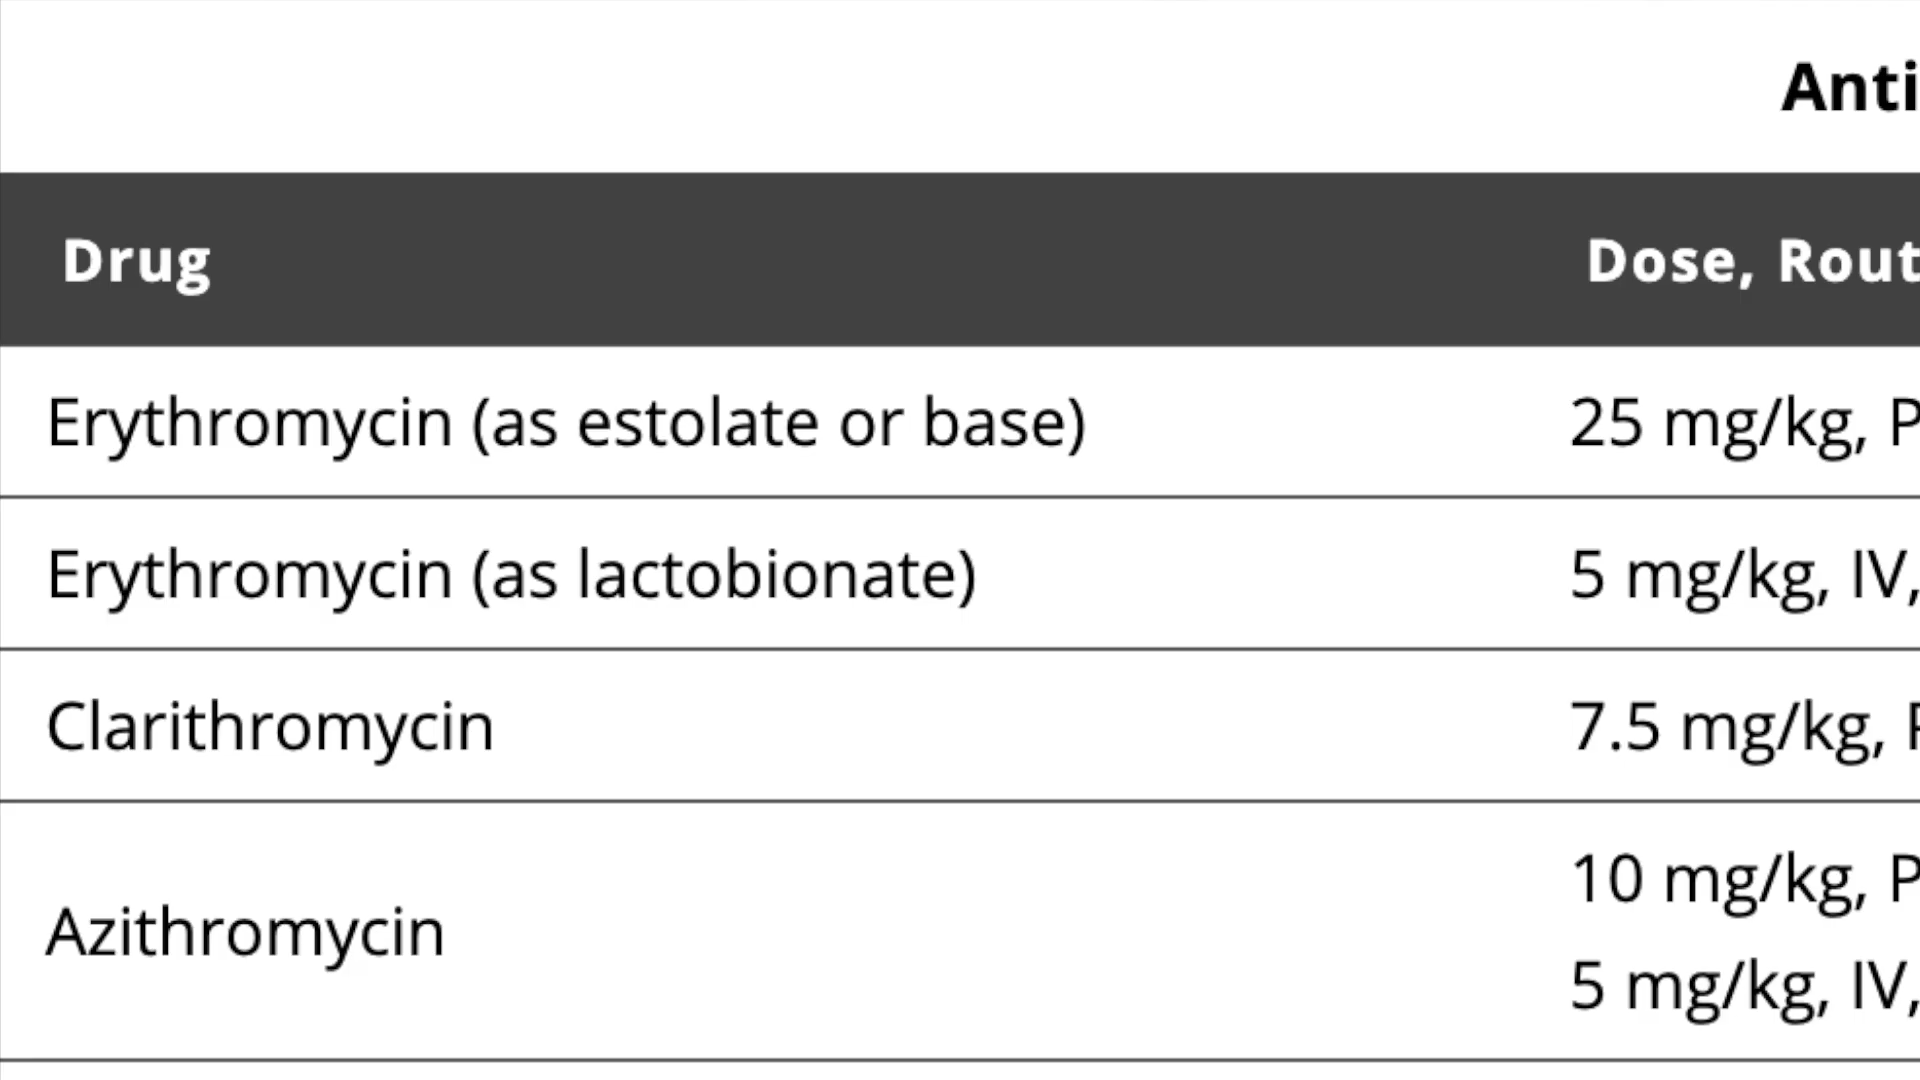 Anti
Drug Dose, Rout
Erythromycin (as estolate or base) 25 mg/kg, P
Erythromycin (as lactobionate) 5 mg/kg, IV,
Clarithromycin 7.5 mg/kg, P
10 mg/kg, P
Azithromycin
5 mg/kg, IV,